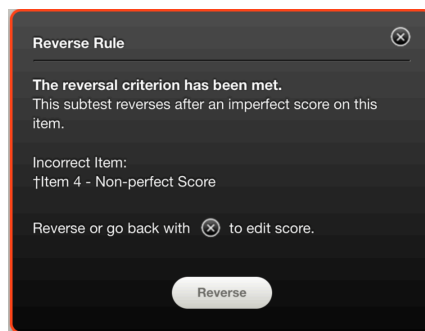 Reverse Rule
The reversal criterion has been met.
This subtest reverses after an imperfect score on this
item.
Incorrect Item:
†Item 4 - Non-perfect Score
Reverse or go back with ⊗ to edit score.
Reverse